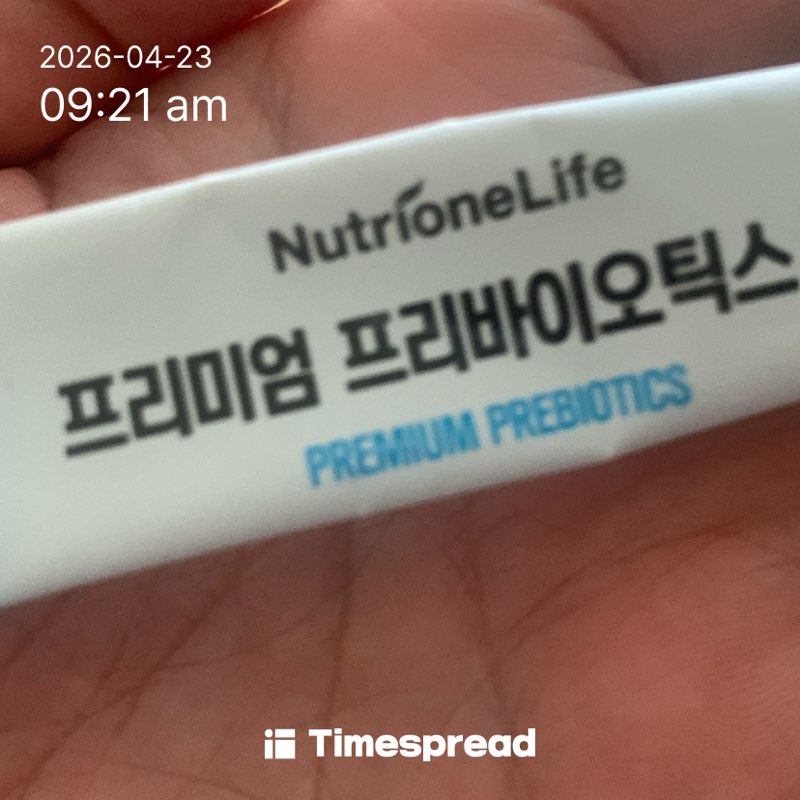 2026-04-23
09:21 am
NutrioneLife
프리미엄 프리바이오틱스
PREMIUM PREBIOTICS
Timespread